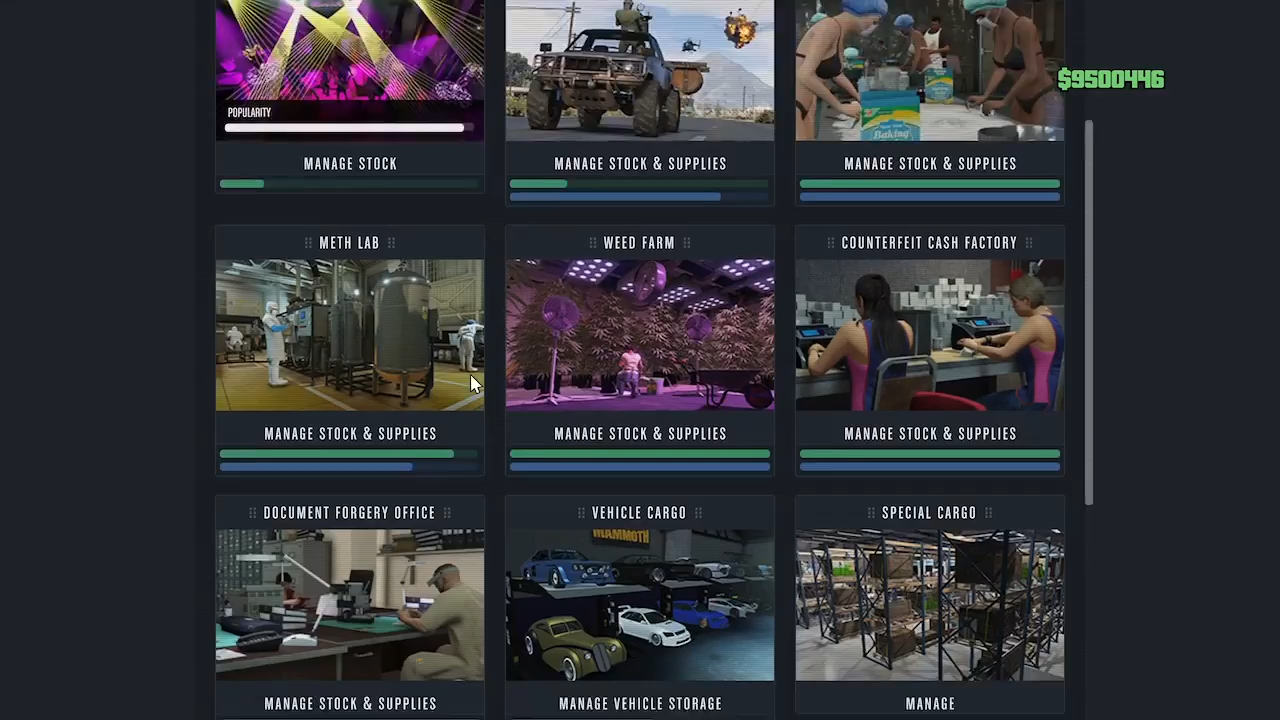 $9500446
POPULARITY
MANAGE STOCK
MANAGE STOCK & SUPPLIES
MANAGE STOCK & SUPPLIES
Baking
METH LAB
WEED FARM
COUNTERFEIT CASH FACTORY
MANAGE STOCK & SUPPLIES
MANAGE STOCK & SUPPLIES
MANAGE STOCK & SUPPLIES
DOCUMENT FORGERY OFFICE
VEHICLE CARGO
SPECIAL CARGO
MAMMOTH
MANAGE STOCK & SUPPLIES
MANAGE VEHICLE STORAGE
MANAGE